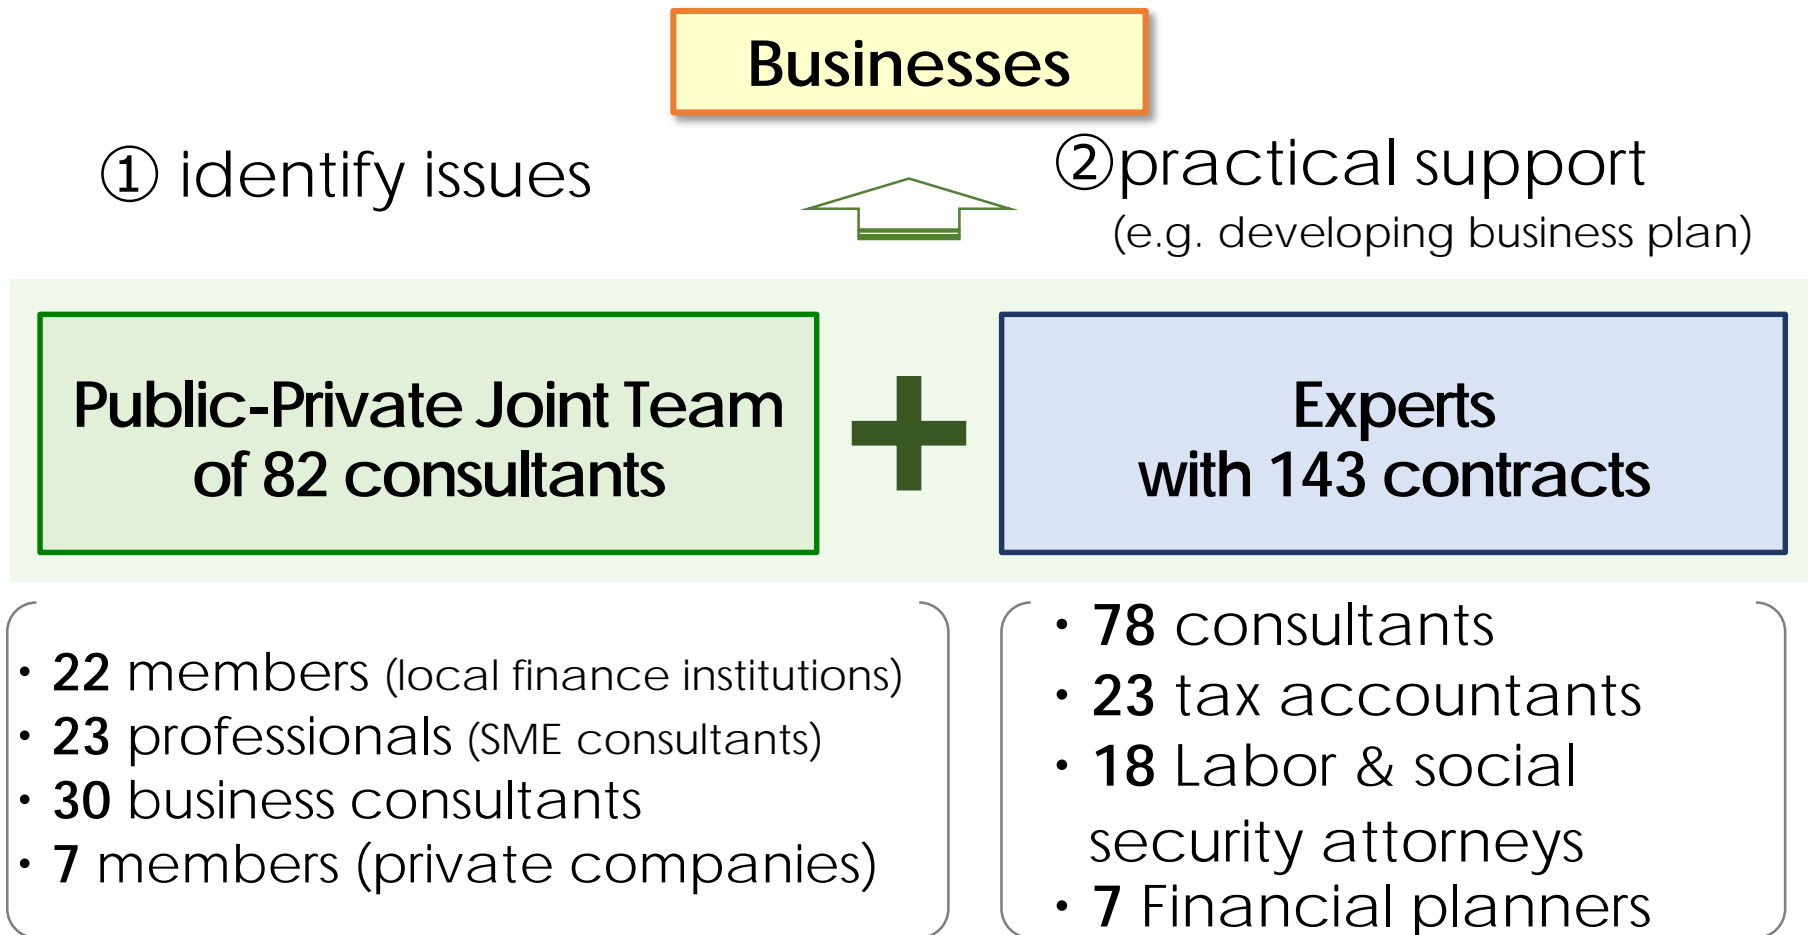 Businesses
① identify issues
②practical support
(e.g. developing business plan)
Public-Private Joint Team
of 82 consultants
Experts
with 143 contracts
・22 members (local finance institutions)
・23 professionals (SME consultants)
・30 business consultants
・7 members (private companies)
・78 consultants
・23 tax accountants
・18 Labor & social
security attorneys
・7 Financial planners